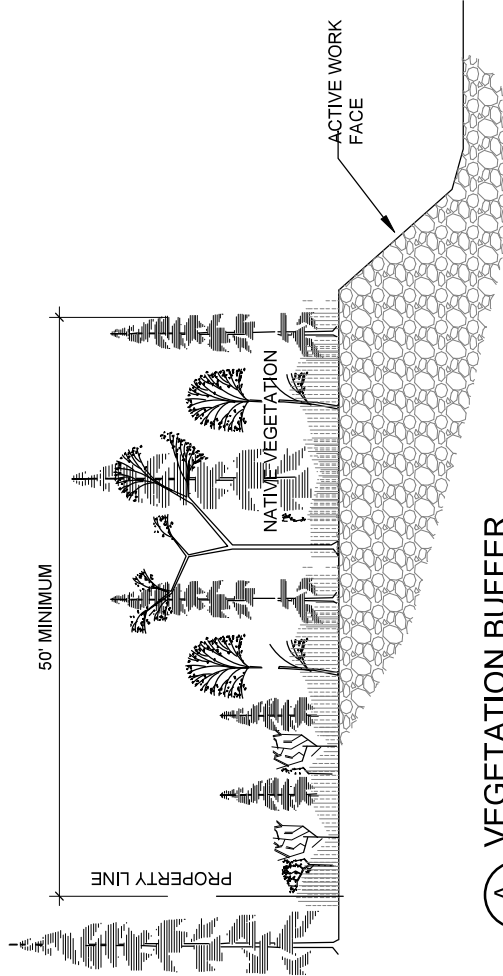 50' MINIMUM
PROPERTY LINE
NATIVE VEGETATION
ACTIVE WORK
FACE
A
VEGETATION BUFFER